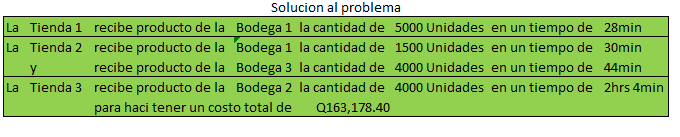 Solucion al problema
La Tienda 1 recibe producto de la Bodega 1 la cantidad de 5000 Unidades en un tiempo de 28min
La Tienda 2 recibe producto de la Bodega 1 la cantidad de 1500 Unidades en un tiempo de 30min
y recibe producto de la Bodega 3 la cantidad de 4000 Unidades en un tiempo de 44min
La Tienda 3 recibe producto de la Bodega 2 la cantidad de 4000 Unidades en un tiempo de 2hrs 4min
para haci tener un costo total de Q163,178.40